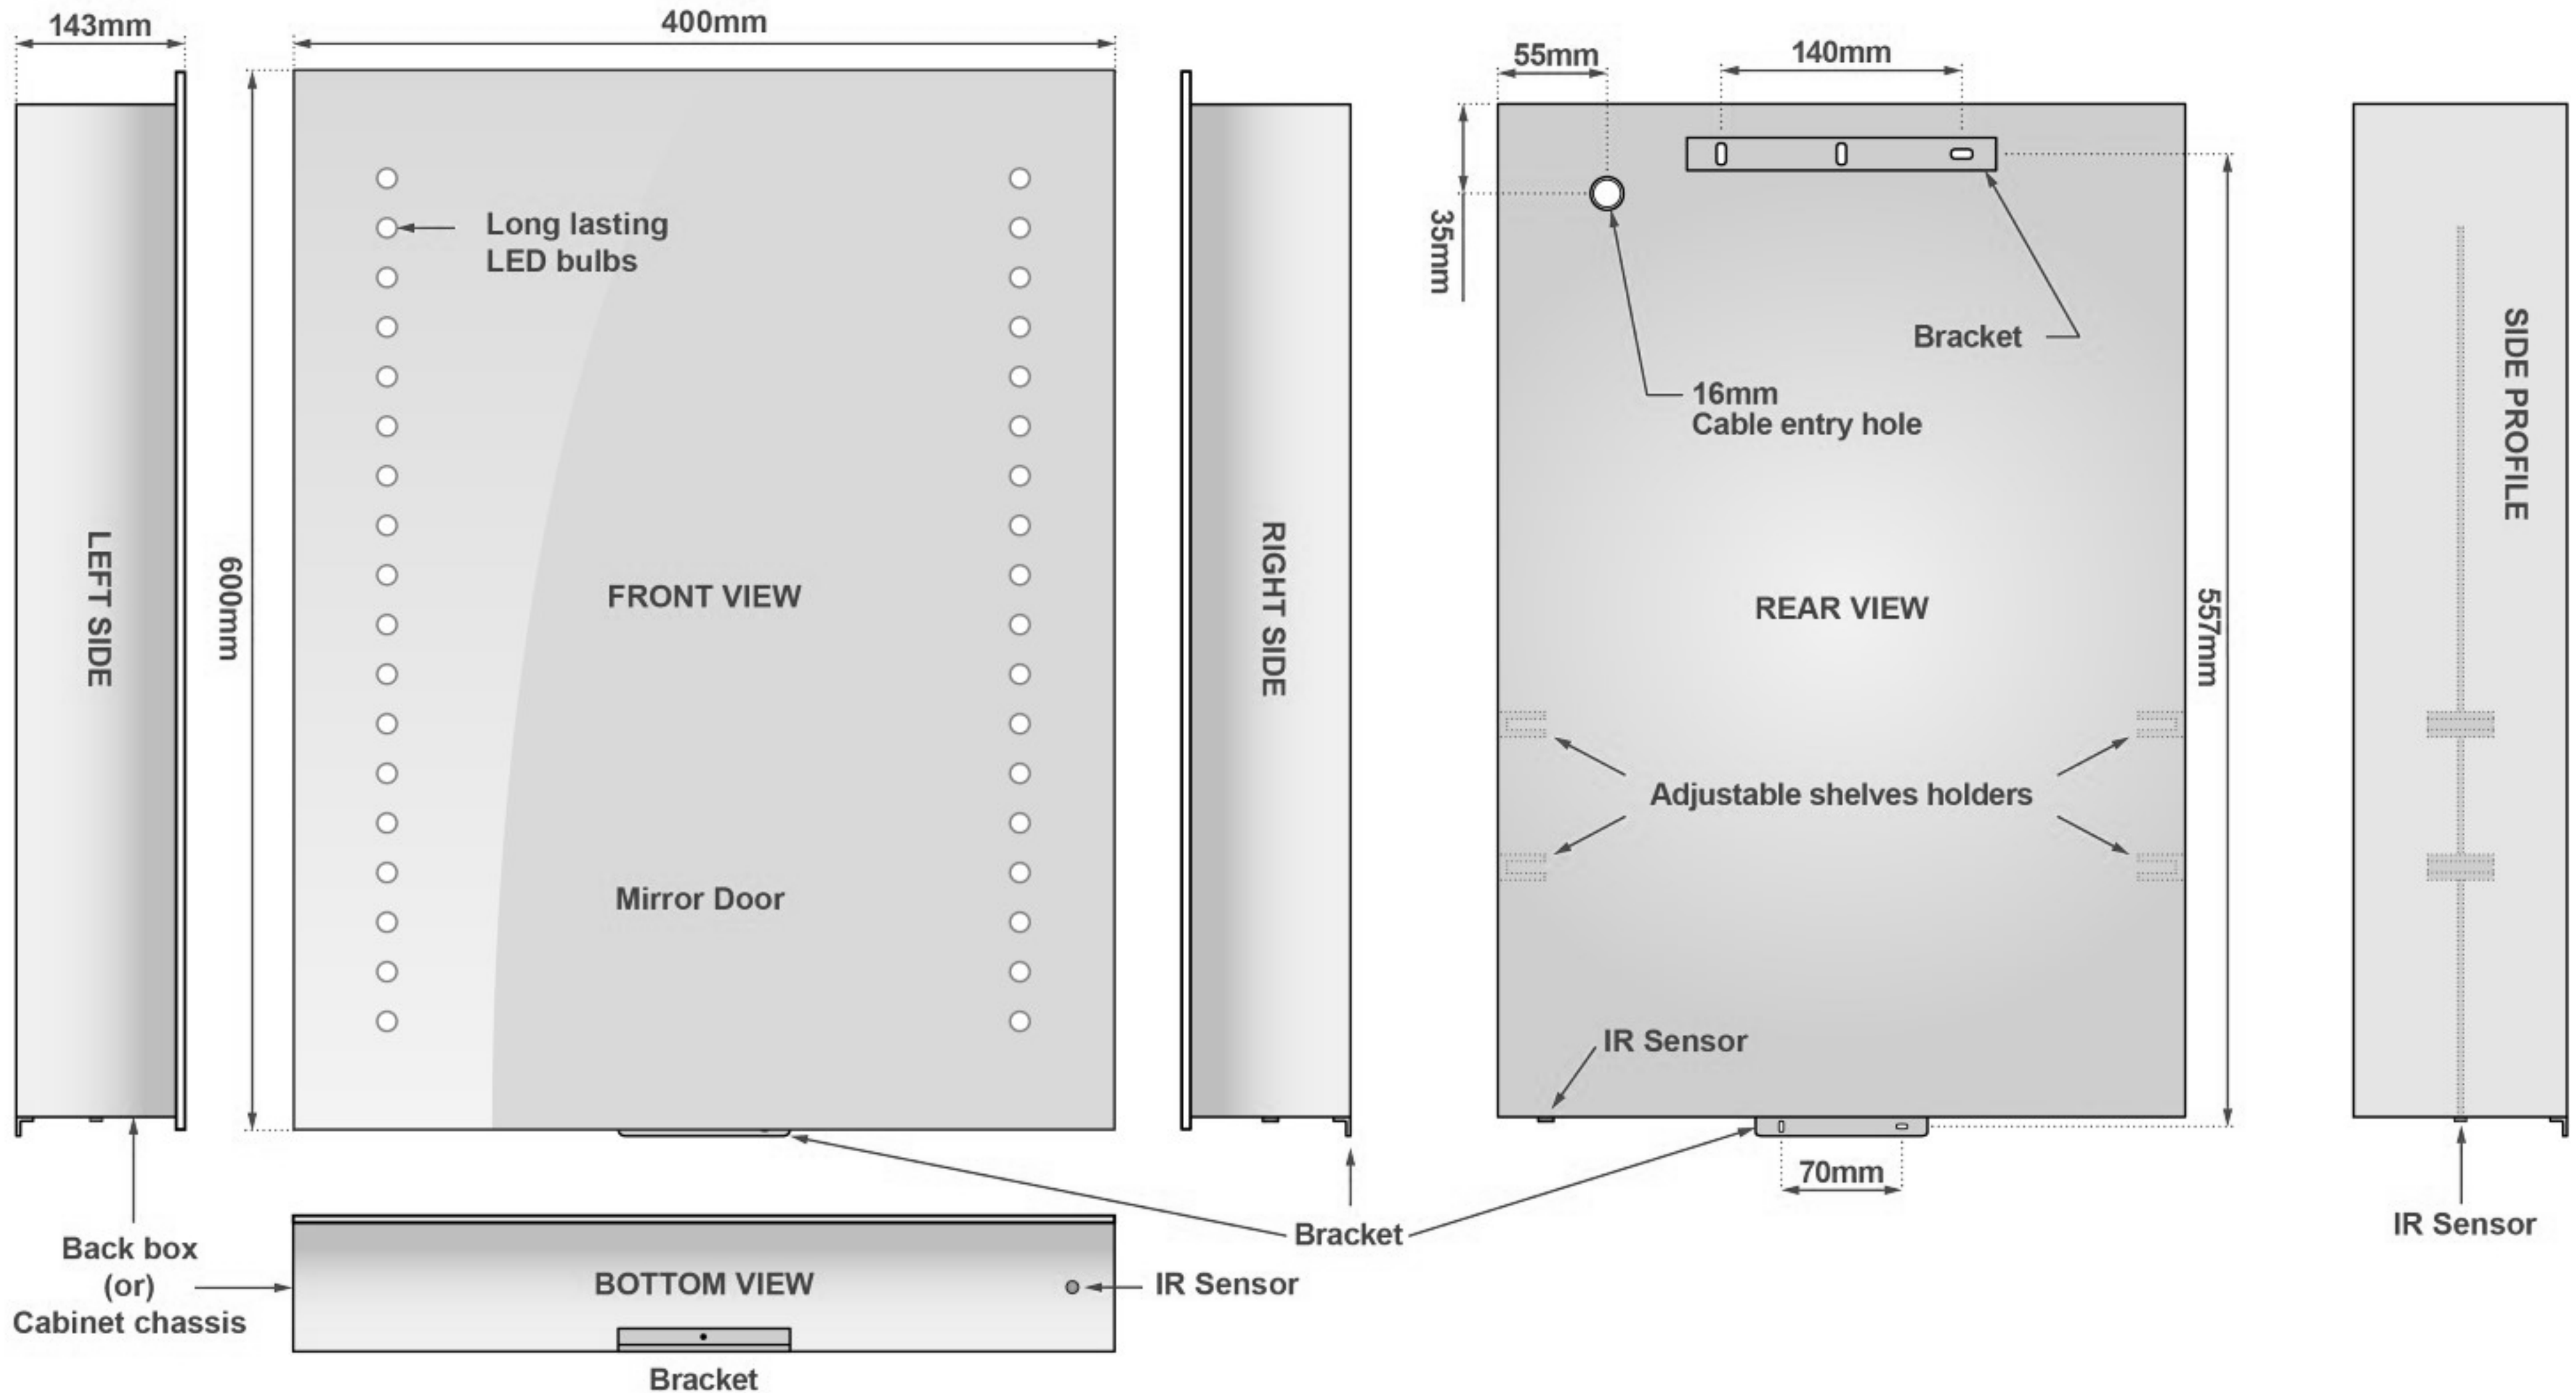 143mm
400mm
55mm
140mm
35mm
Long lasting
LED bulbs
Bracket
16mm
Cable entry hole
SIDE PROFILE
LEFT SIDE
600mm
FRONT VIEW
RIGHT SIDE
REAR VIEW
557mm
Adjustable shelves holders
Mirror Door
IR Sensor
70mm
Back box
(or)
Cabinet chassis
BOTTOM VIEW
IR Sensor
Bracket
IR Sensor
Bracket